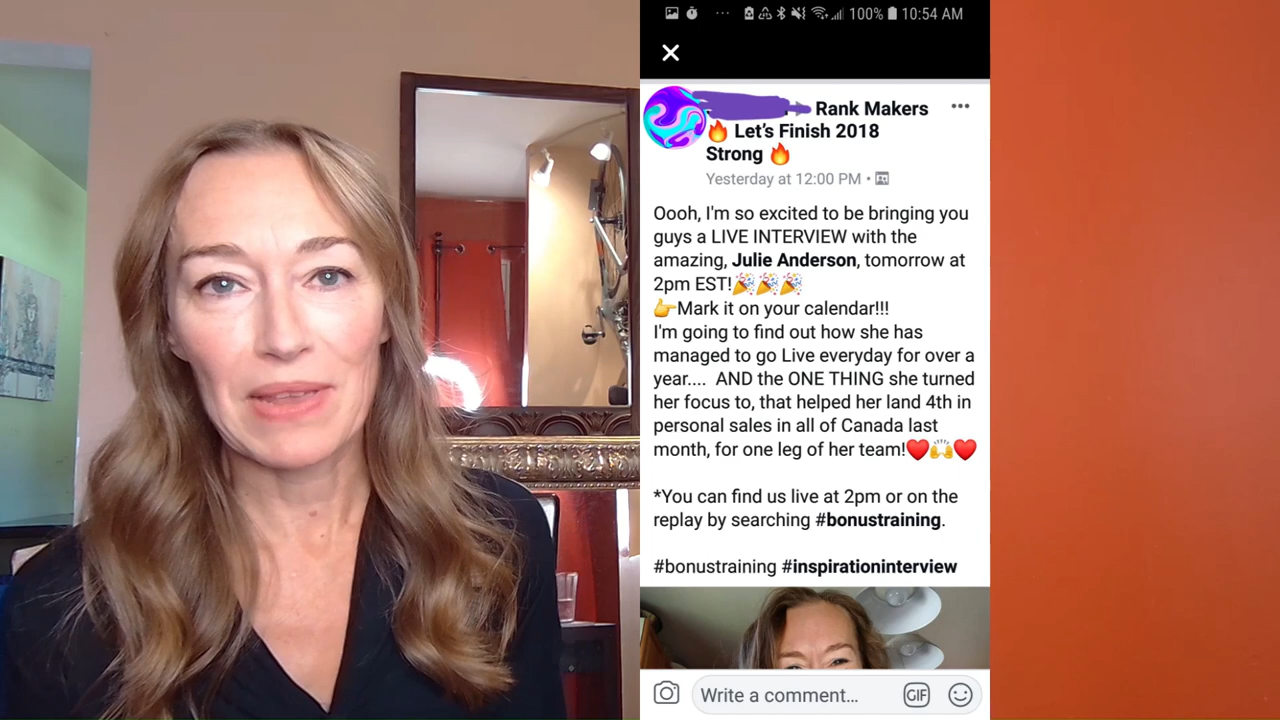 100% 10:54 AM
Rank Makers
🔥 Let's Finish 2018
Strong 🔥
Yesterday at 12:00 PM •
Oooh, I'm so excited to be bringing you
guys a LIVE INTERVIEW with the
amazing, Julie Anderson, tomorrow at
2pm EST!🎉🎉🎉
👉Mark it on your calendar!!!
I'm going to find out how she has
managed to go Live everyday for over a
year.... AND the ONE THING she turned
her focus to, that helped her land 4th in
personal sales in all of Canada last
month, for one leg of her team!❤️🙌❤️
*You can find us live at 2pm or on the
replay by searching #bonustraining.
#bonustraining #inspirationinterview
Write a comment...
GIF